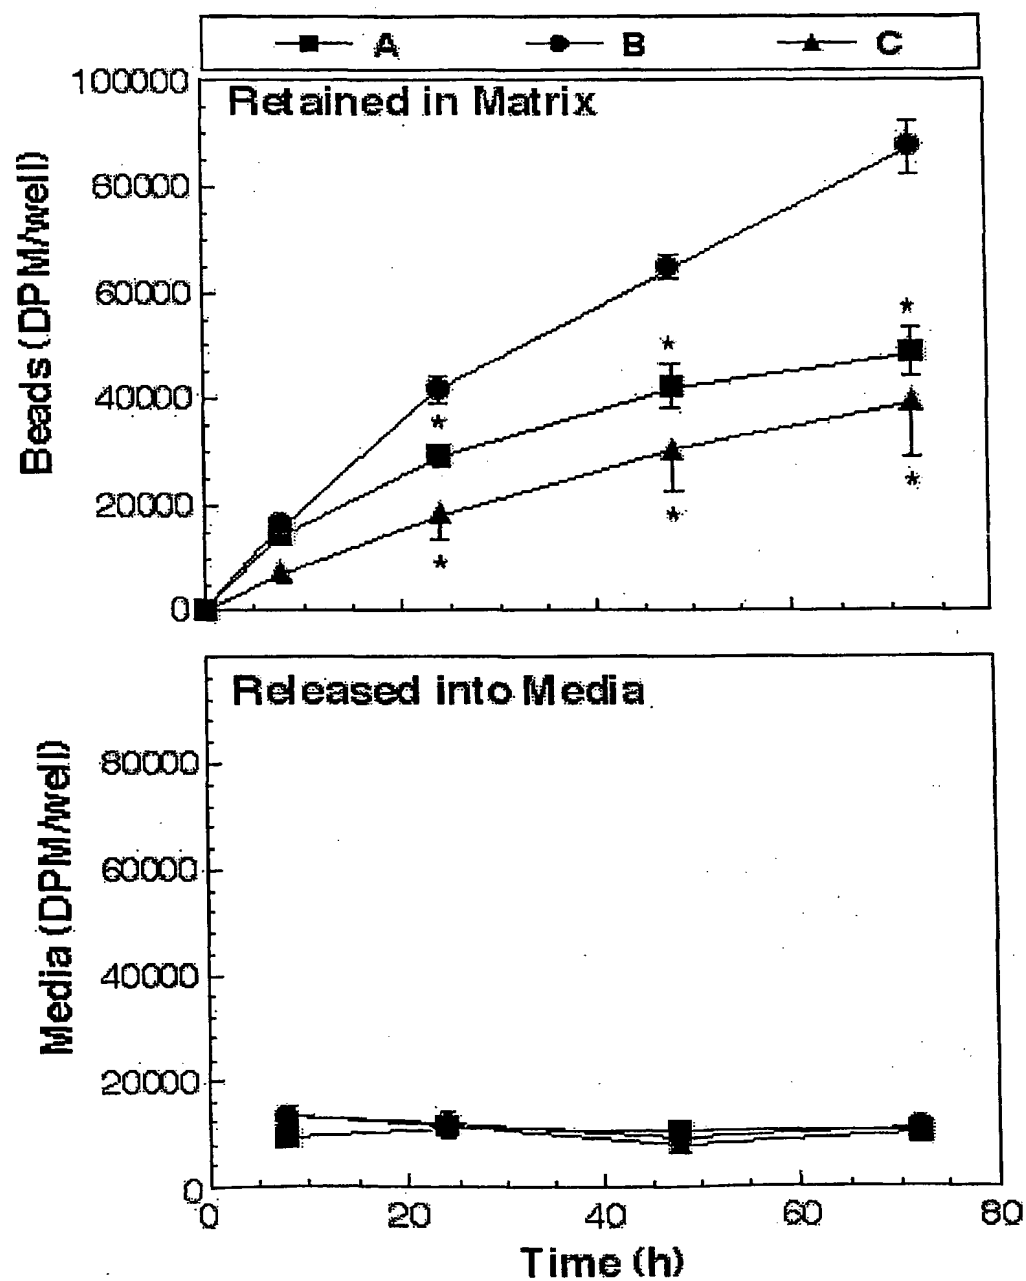 A B C
Retained in Matrix
100000
80000
60000
40000
20000
0
Beads (DPM/well)
*
*
*
*
*
*
Released into Media
80000
60000
40000
20000
0
Media (DPM/well)
0 20 40 60 80
Time (h)